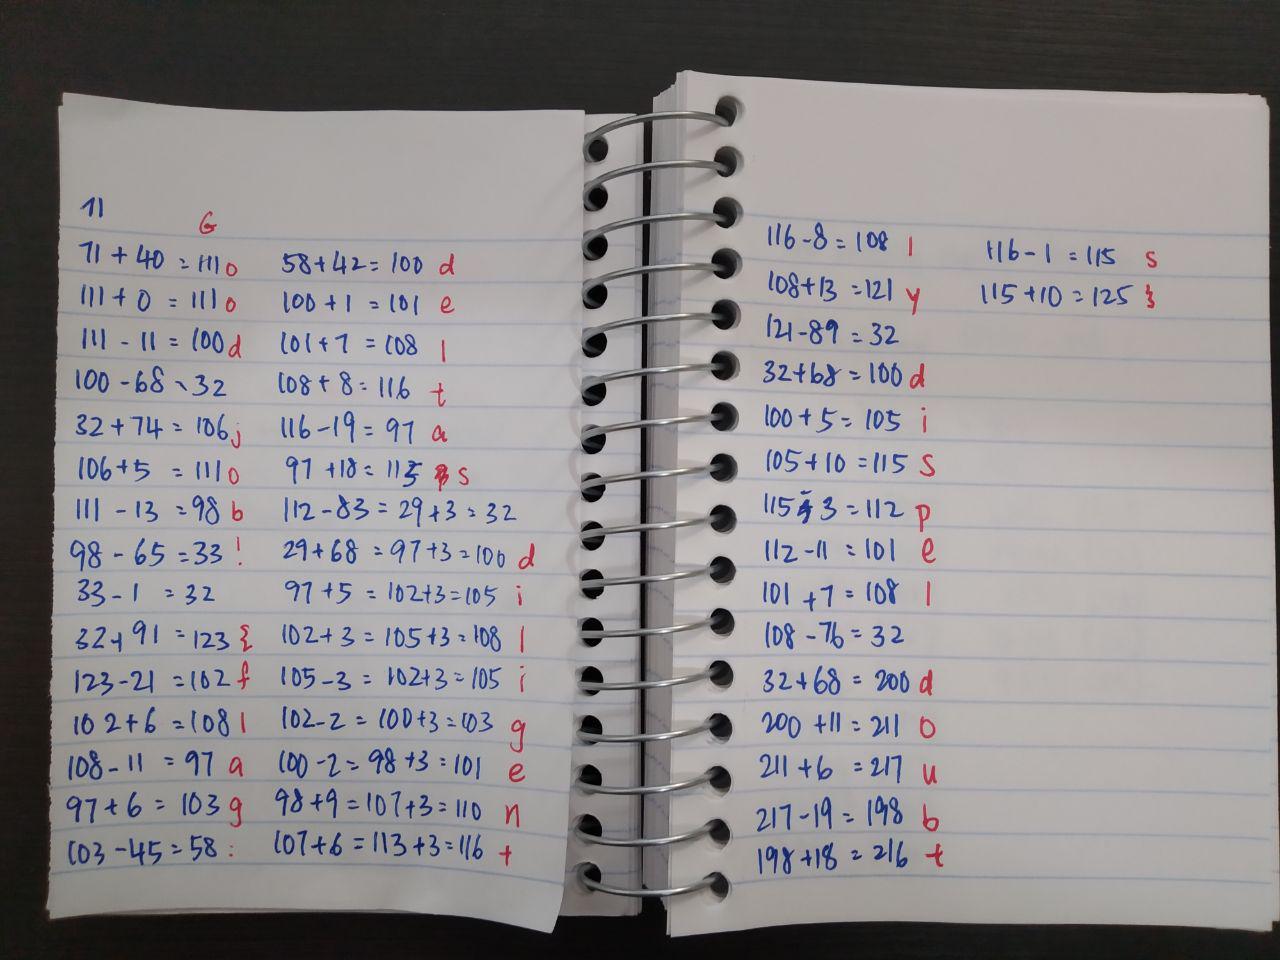 71
G
71 + 40 = 111 o
111 + 0 = 111 o
111 - 11 = 100 d
100 - 68 = 32
32 + 74 = 106 j
106 + 5 = 111 o
111 - 13 = 98 b
98 - 65 = 33 !
33 - 1 = 32
32 + 91 = 123 {
123 - 21 = 102 f
102 + 6 = 108 l
108 - 11 = 97 a
97 + 6 = 103 g
103 - 45 = 58 :
58 + 42 = 100 d
100 + 1 = 101 e
101 + 7 = 108 l
108 + 8 = 116 t
116 - 19 = 97 a
97 + 18 = 115 s
112 - 83 = 29 + 3 = 32
29 + 68 = 97 + 3 = 100 d
97 + 5 = 102 + 3 = 105 i
102 + 3 = 105 + 3 = 108 l
105 - 3 = 102 + 3 = 105 i
102 - 2 = 100 + 3 = 103 g
100 - 2 = 98 + 3 = 101 e
98 + 9 = 107 + 3 = 110 n
107 + 6 = 113 + 3 = 116 t
116 - 8 = 108 l
108 + 13 = 121 y
121 - 89 = 32
32 + 68 = 100 d
100 + 5 = 105 i
105 + 10 = 115 s
115 - 3 = 112 p
112 - 11 = 101 e
101 + 7 = 108 l
108 - 76 = 32
32 + 68 = 200 d
200 + 11 = 211 o
211 + 6 = 217 u
217 - 19 = 198 b
198 + 18 = 216 t
116 - 1 = 115 s
115 + 10 = 125 }